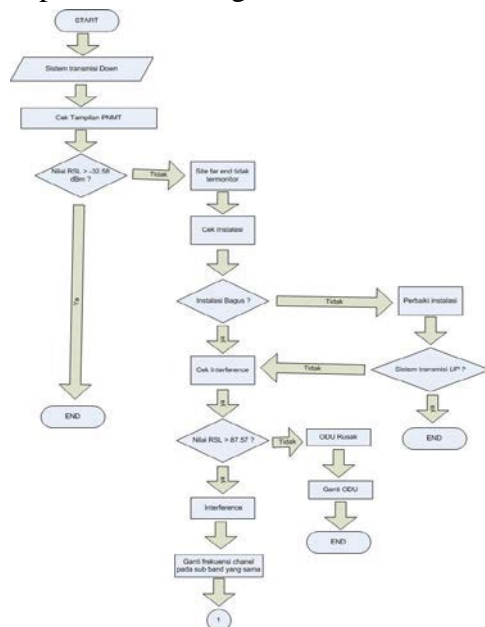 START
Sistem transmisi Down
Cek Tampilan PNMT
Nilai RSL > -32.58
dBm ?
Tidak
Site far end tidak
termonitor
Cek Instalasi
Ya
Instalasi Bagus ?
Tidak
Perbaiki instalasi
ya
Cek Interference
Tidak
Sistem transmisi UP ?
ya
END
END
Nilai RSL > 87.57 ?
Tidak
ODU Rusak
ya
Ganti ODU
Interference
END
Ganti frekuensi chanel
pada sub band yang sama
1